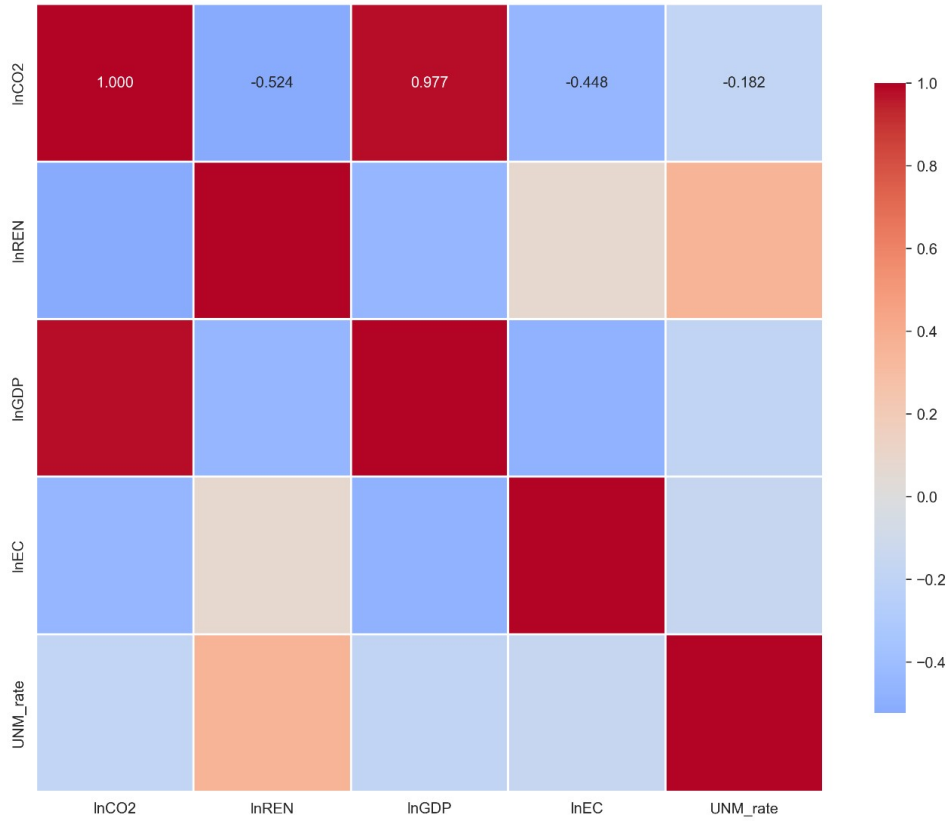 lnCO2
1.000 -0.524 0.977 -0.448 -0.182
lnREN
lnGDP
lnEC
UNM_rate
lnCO2 lnREN lnGDP lnEC UNM_rate
1.0
0.8
0.6
0.4
0.2
0.0
−0.2
−0.4